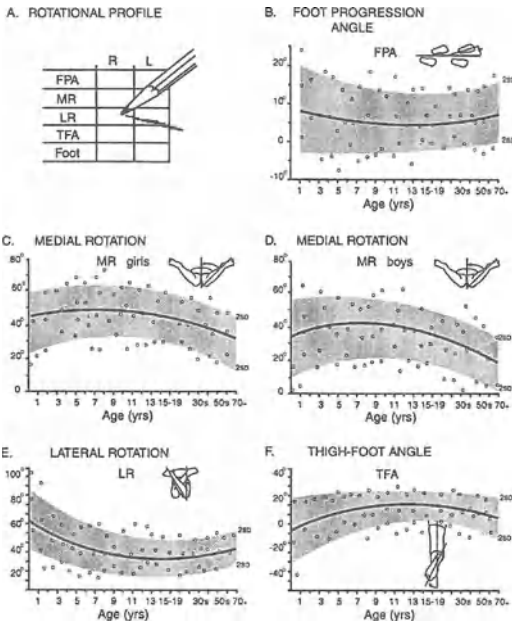 A. ROTATIONAL PROFILE
R L
FPA
MR
LR
TFA
Foot
B. FOOT PROGRESSION
ANGLE
FPA
20°
10°
0
-10°
2SD
2SD
1 3 5 7 9 11 13 15-19 30s 50s 70+
Age (yrs)
C. MEDIAL ROTATION
MR girls
80°
60°
40°
20°
0
2SD
2SD
1 3 5 7 9 11 13 15-19 30s 50s 70+
Age (yrs)
D. MEDIAL ROTATION
MR boys
80°
60°
40°
20°
0
2SD
2SD
1 3 5 7 9 11 13 15-19 30s 50s 70+
Age (yrs)
E. LATERAL ROTATION
LR
100°
80°
60°
40°
20°
2SD
2SD
1 3 5 7 9 11 13 15-19 30s 50s 70+
Age (yrs)
F. THIGH-FOOT ANGLE
TFA
40°
20°
0
-20°
-40°
2SD
2SD
1 3 5 7 9 11 13 15-19 30s 50s 70+
Age (yrs)